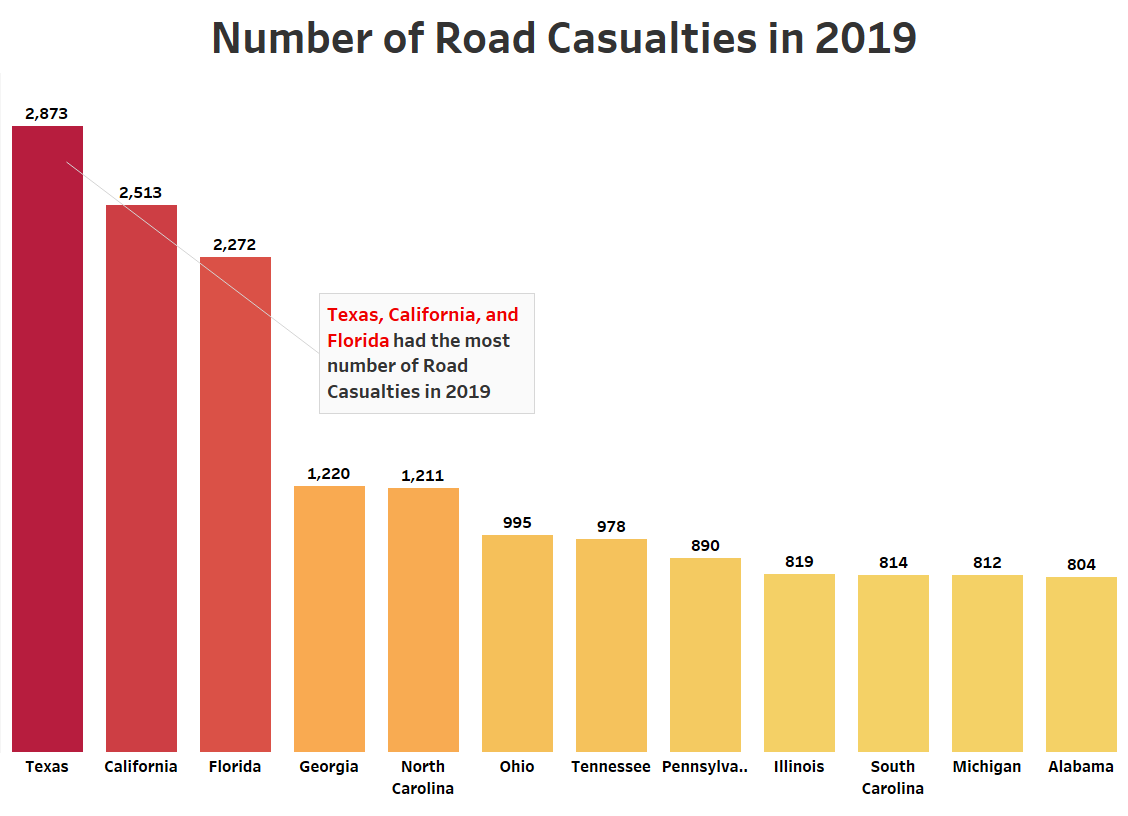 Number of Road Casualties in 2019
2,873
2,513
2,272
Texas, California, and
Florida had the most
number of Road
Casualties in 2019
1,220
1,211
995
978
890
819
814
812
804
Texas
California
Florida
Georgia
North
Carolina
Ohio
Tennessee
Pennsylva..
Illinois
South
Carolina
Michigan
Alabama